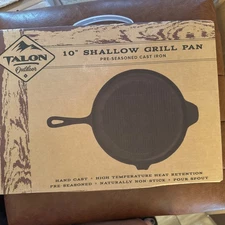 TALON
Outdoor
10" SHALLOW GRILL PAN
PRE-SEASONED CAST IRON
HAND CAST • HIGH TEMPERATURE HEAT RETENTION
PRE-SEASONED • NATURALLY NON-STICK • POUR SPOUT